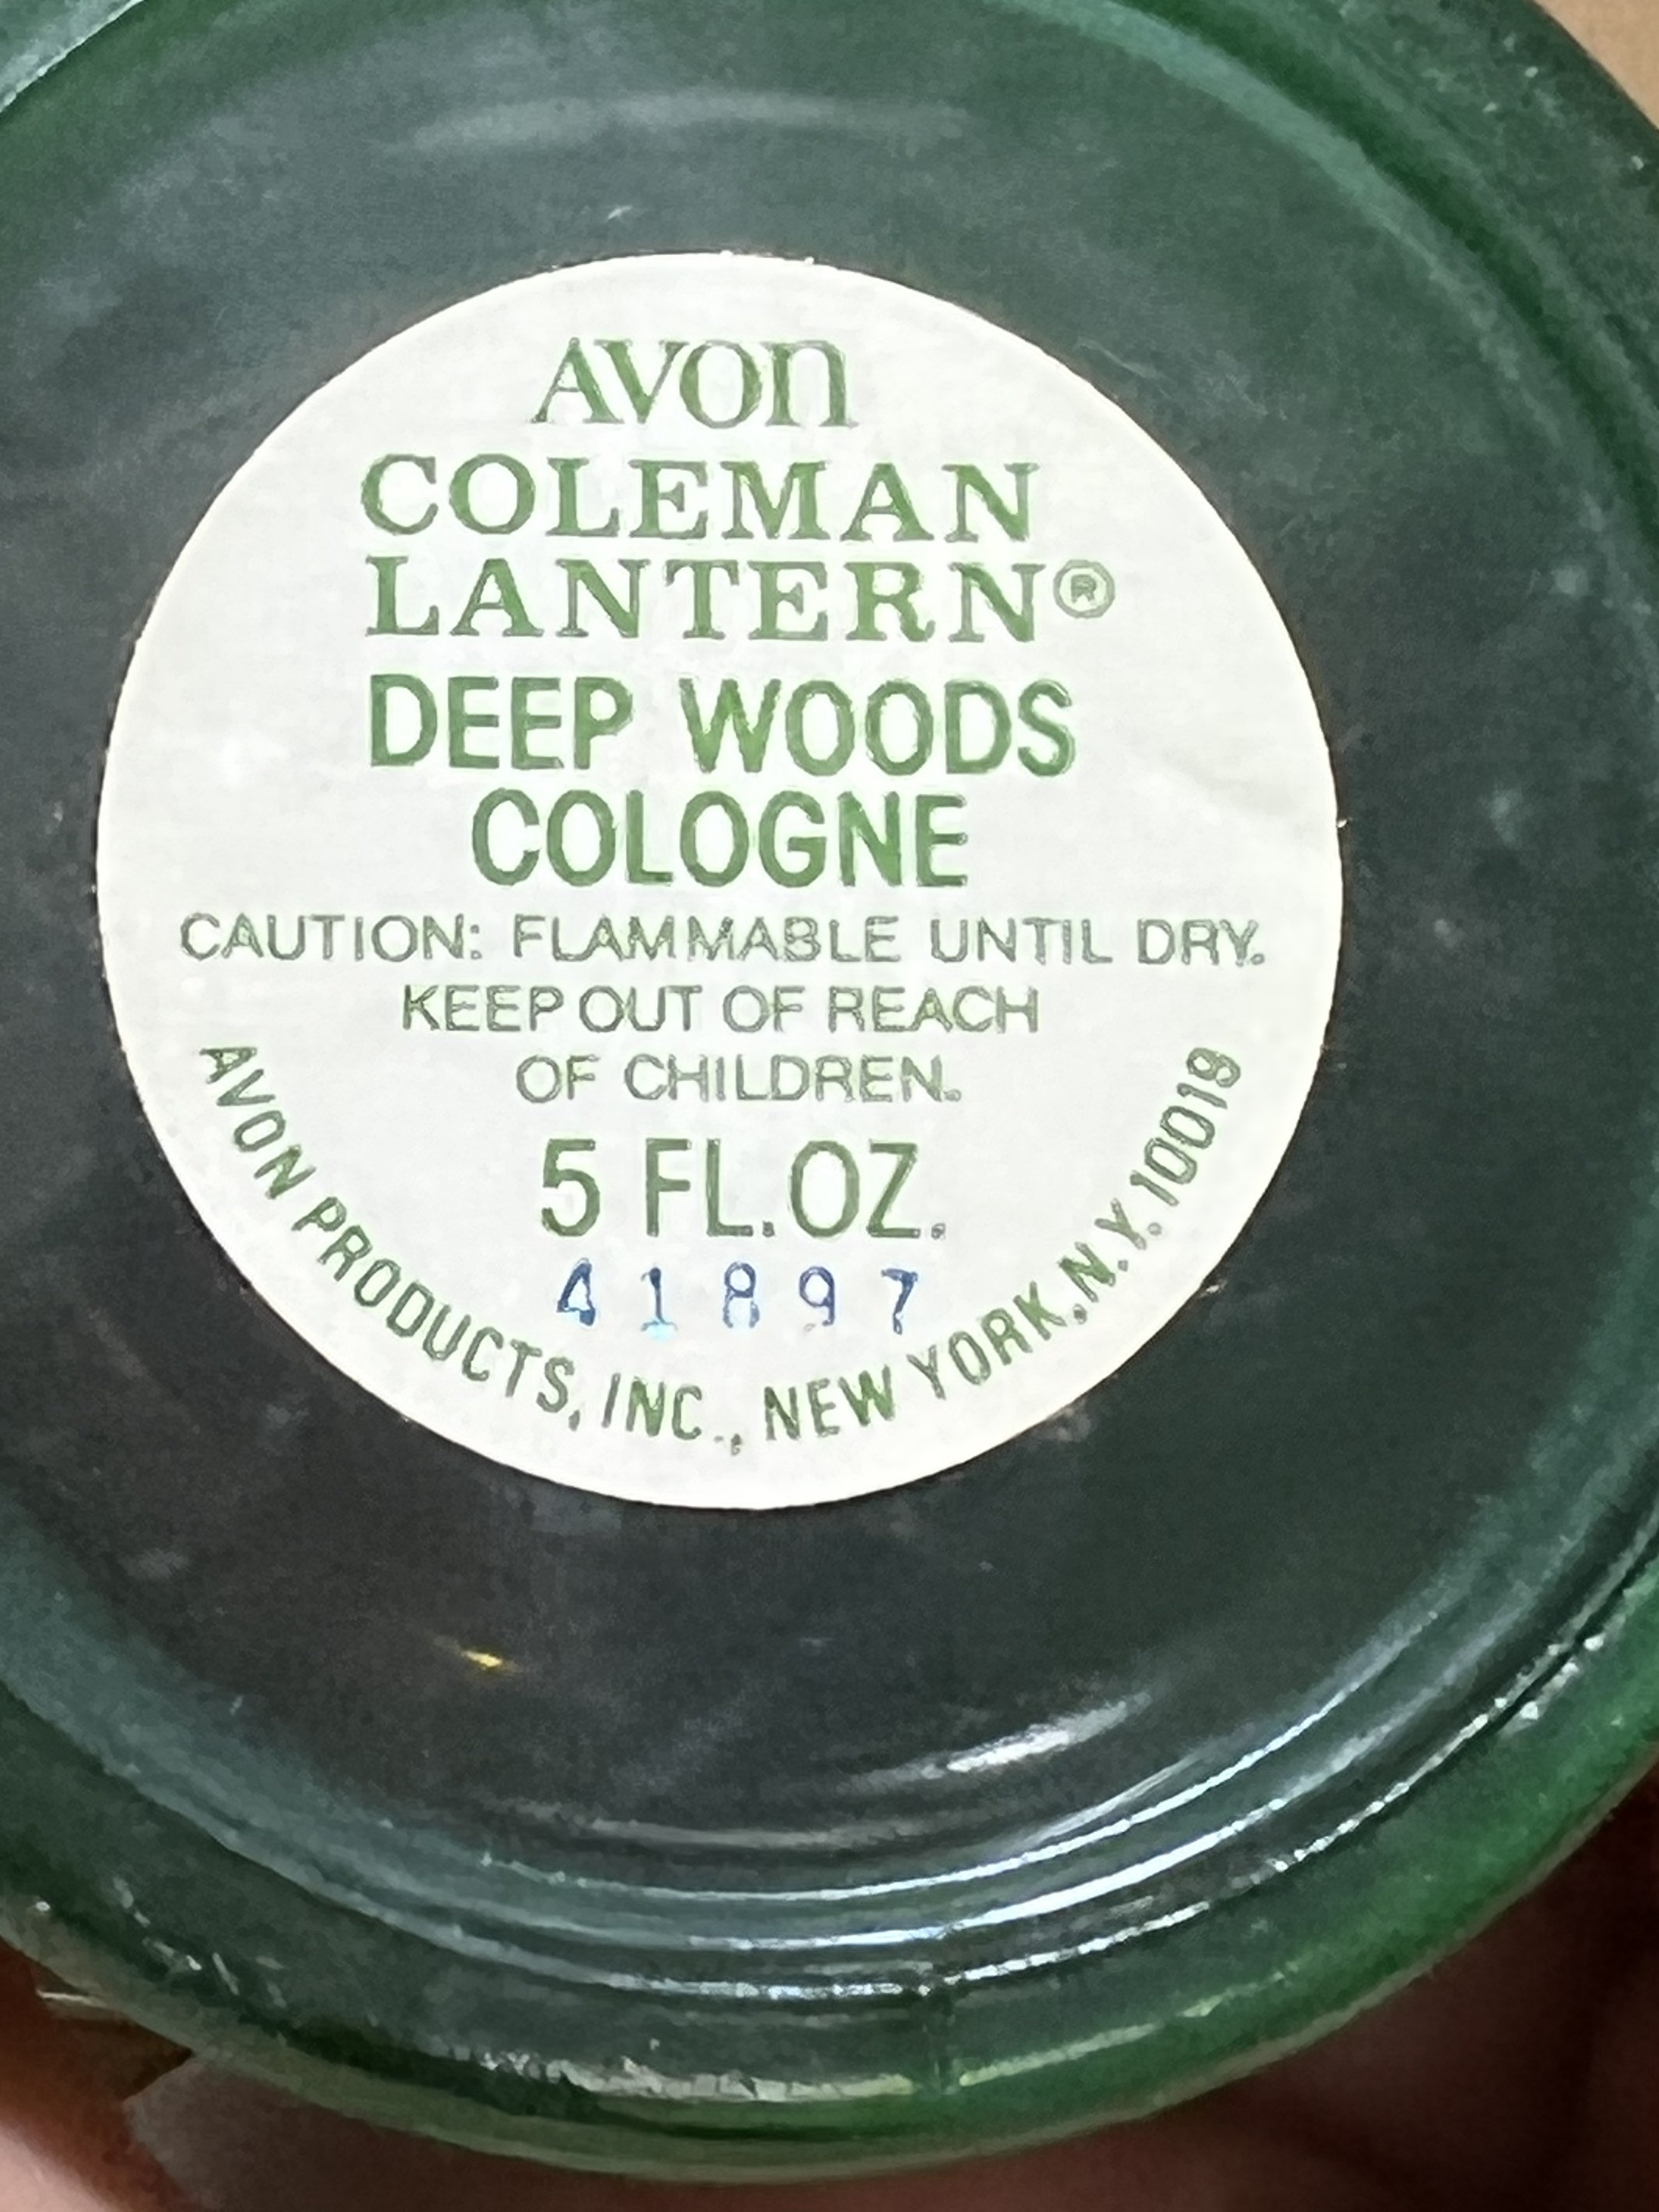 AVON
COLEMAN
LANTERN®
DEEP WOODS
COLOGNE
CAUTION: FLAMMABLE UNTIL DRY.
KEEP OUT OF REACH
OF CHILDREN.
5 FL. OZ.
41897
AVON PRODUCTS, INC., NEW YORK, N.Y. 10019